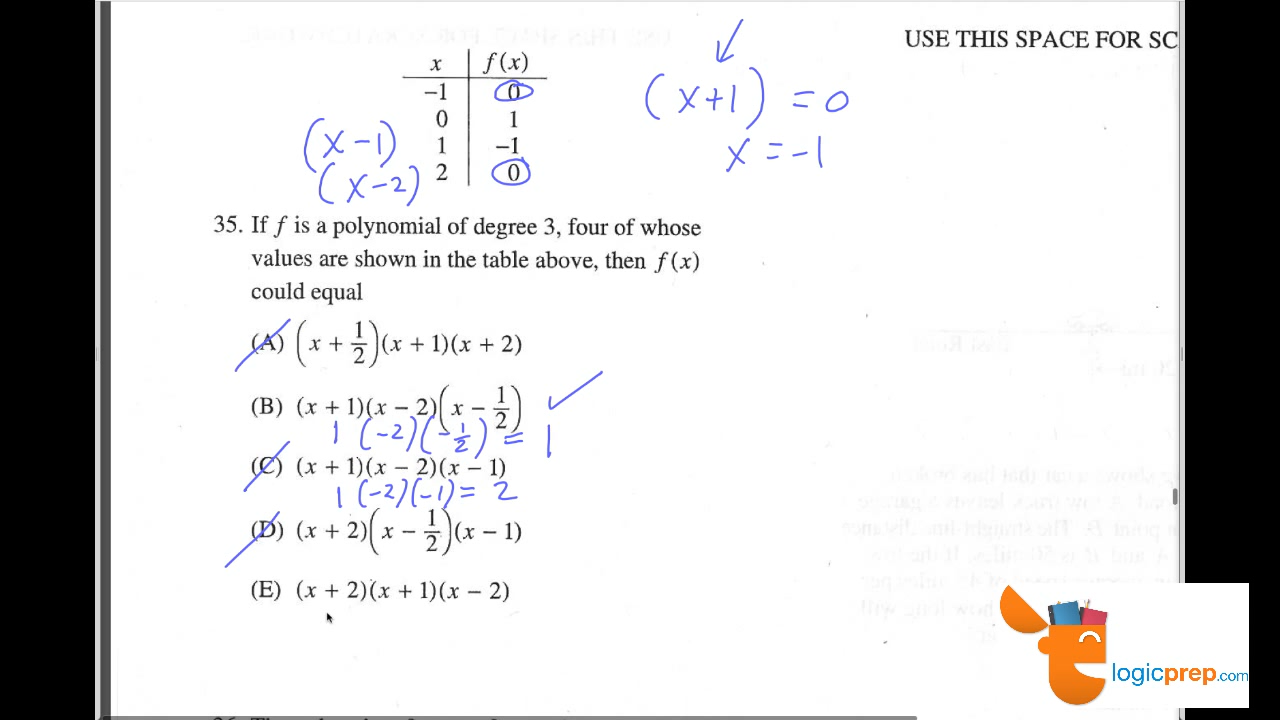 USE THIS SPACE FOR SC
x f(x)
−1 0
0 1
1 −1
2 0
(x−1)
(x−2)
(x+1) = 0
x = −1
35. If f is a polynomial of degree 3, four of whose
values are shown in the table above, then f(x)
could equal
(A) (x + 1/2)(x + 1)(x + 2)
(B) (x + 1)(x − 2)(x − 1/2)
1 (−2)(−1/2) = 1
(C) (x + 1)(x − 2)(x − 1)
1 (−2)(−1) = 2
(D) (x + 2)(x − 1/2)(x − 1)
(E) (x + 2)(x + 1)(x − 2)
logicprep.com